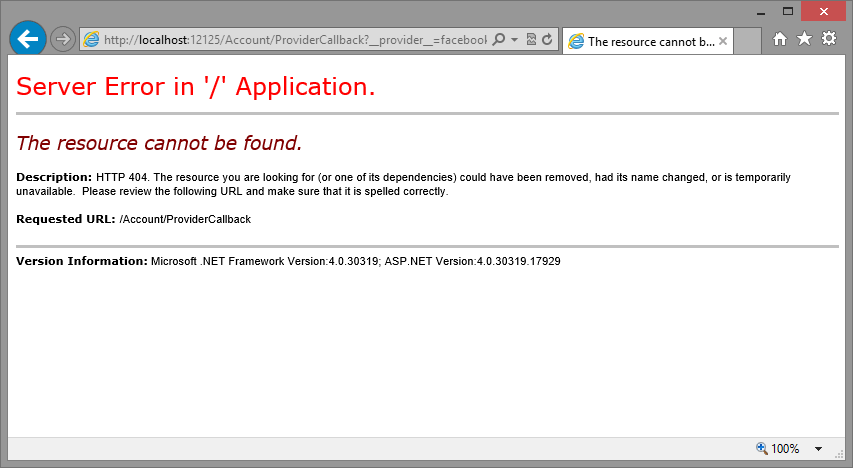 http://localhost:12125/Account/ProviderCallback?__provider__=facebook
The resource cannot b...
Server Error in '/' Application.
The resource cannot be found.
Description: HTTP 404. The resource you are looking for (or one of its dependencies) could have been removed, had its name changed, or is temporarily
unavailable.  Please review the following URL and make sure that it is spelled correctly.
Requested URL: /Account/ProviderCallback
Version Information: Microsoft .NET Framework Version:4.0.30319; ASP.NET Version:4.0.30319.17929
100%